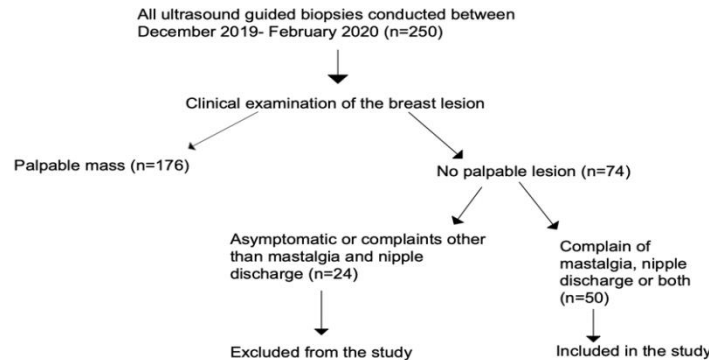 All ultrasound guided biopsies conducted between
December 2019- February 2020 (n=250)
Clinical examination of the breast lesion
Palpable mass (n=176)
No palpable lesion (n=74)
Asymptomatic or complaints other
than mastalgia and nipple
discharge (n=24)
Complain of
mastalgia, nipple
discharge or both
(n=50)
Excluded from the study
Included in the study